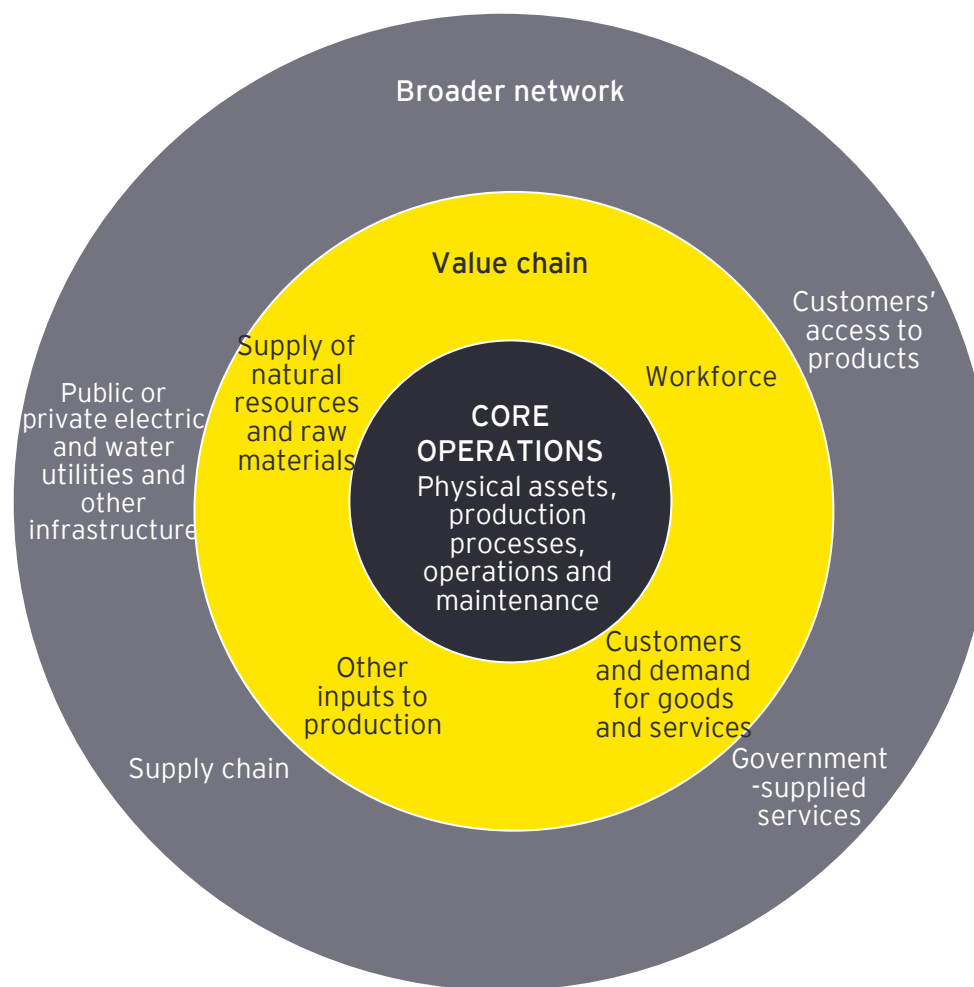 Broader network
Value chain
Customers'
access to
products
Supply of
natural
resources
and raw
materials
Workforce
Public or
private electric
and water
utilities and
other
infrastructure
CORE
OPERATIONS
Physical assets,
production
processes,
operations and
maintenance
Other
inputs to
production
Customers
and demand
for goods
and services
Supply chain
Government
-supplied
services